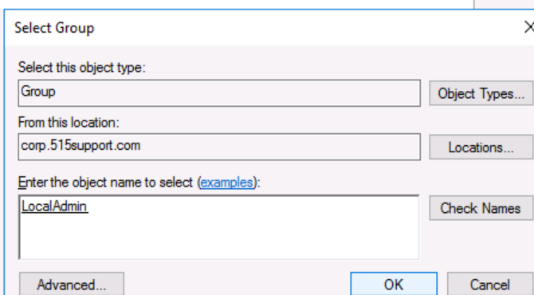 Select Group
Select this object type:
Group
Object Types...
From this location:
corp.515support.com
Locations...
Enter the object name to select (examples):
LocalAdmin
Check Names
Advanced...
OK
Cancel